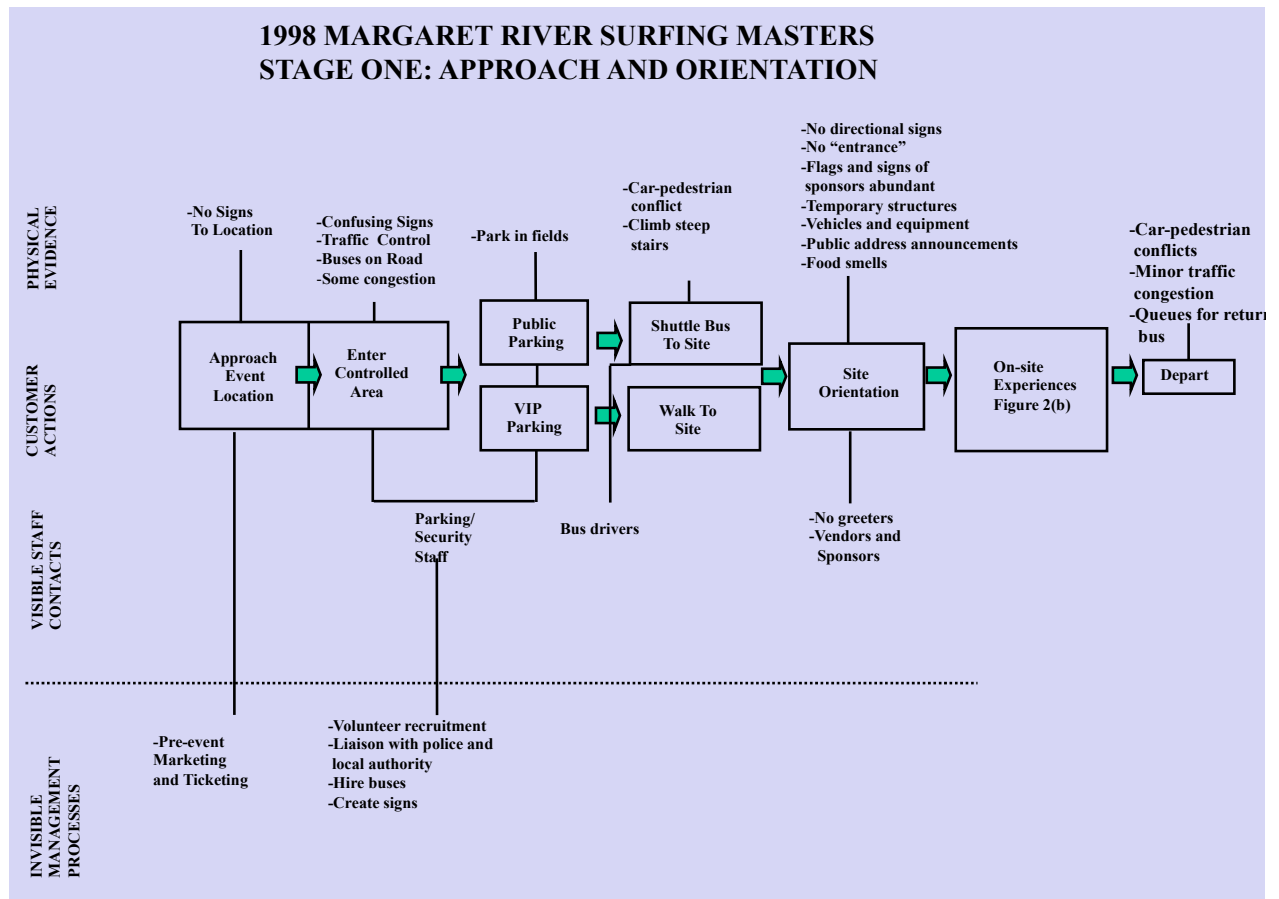 1998 MARGARET RIVER SURFING MASTERS
STAGE ONE: APPROACH AND ORIENTATION
PHYSICAL
EVIDENCE
-No Signs
To Location
-Confusing Signs
-Traffic Control
-Buses on Road
-Some congestion
-Park in fields
-Car-pedestrian
conflict
-Climb steep
stairs
-No directional signs
-No “entrance”
-Flags and signs of
sponsors abundant
-Temporary structures
-Vehicles and equipment
-Public address announcements
-Food smells
-Car-pedestrian
conflicts
-Minor traffic
congestion
-Queues for return
bus
CUSTOMER
ACTIONS
Approach
Event
Location
Enter
Controlled
Area
Public
Parking
VIP
Parking
Shuttle Bus
To Site
Walk To
Site
Site
Orientation
On-site
Experiences
Figure 2(b)
Depart
VISIBLE STAFF
CONTACTS
Parking/
Security
Staff
Bus drivers
-No greeters
-Vendors and
Sponsors
INVISIBLE
MANAGEMENT
PROCESSES
-Pre-event
Marketing
and Ticketing
-Volunteer recruitment
-Liaison with police and
local authority
-Hire buses
-Create signs